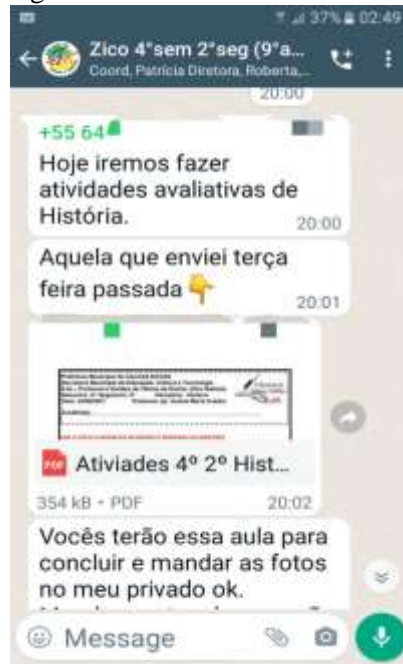 37% 02:49
Zico 4°sem 2°seg (9°a...
Coord, Patricia Diretora, Roberta,...
20:00
+55 64
Hoje iremos fazer
atividades avaliativas de
História.
20:00
Aquela que enviei terça
feira passada 👇
20:01
PDF
Ativiades 4º 2º Hist...
354 kB • PDF
20:02
Vocês terão essa aula para
concluir e mandar as fotos
no meu privado ok.
Message